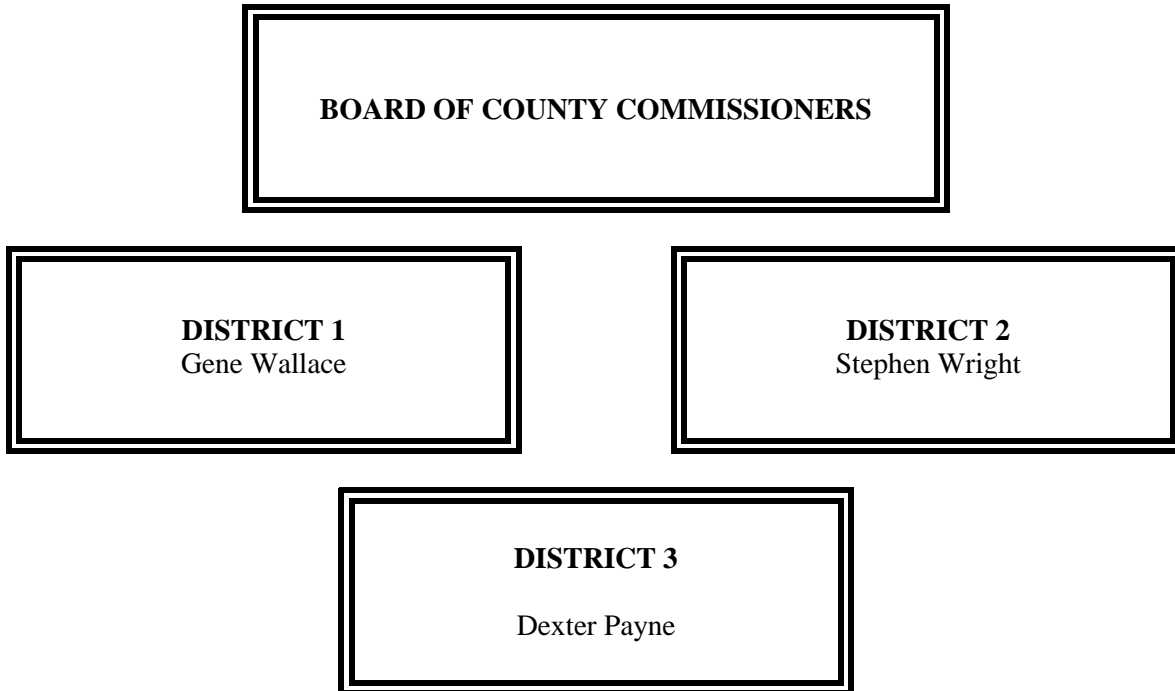 BOARD OF COUNTY COMMISSIONERS
DISTRICT 1
Gene Wallace
DISTRICT 2
Stephen Wright
DISTRICT 3
Dexter Payne